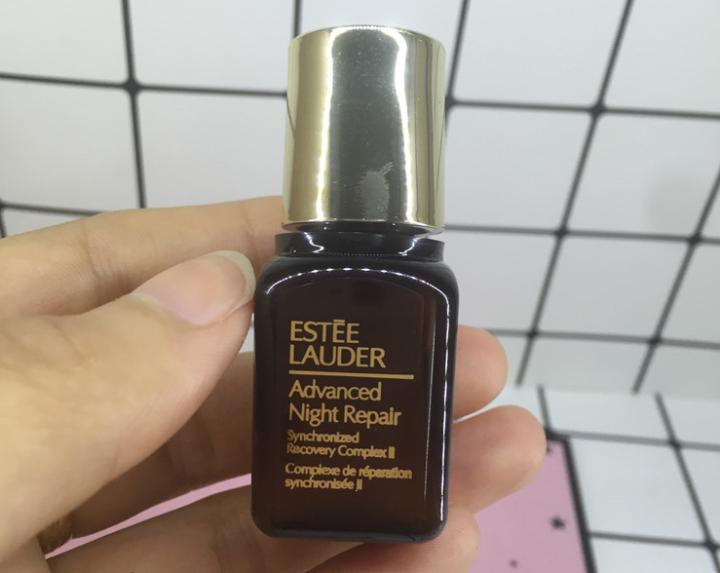 ESTĒE
LAUDER
Advanced
Night Repair
Synchronized
Recovery Complex II
Complexe de réparation
synchronisée II